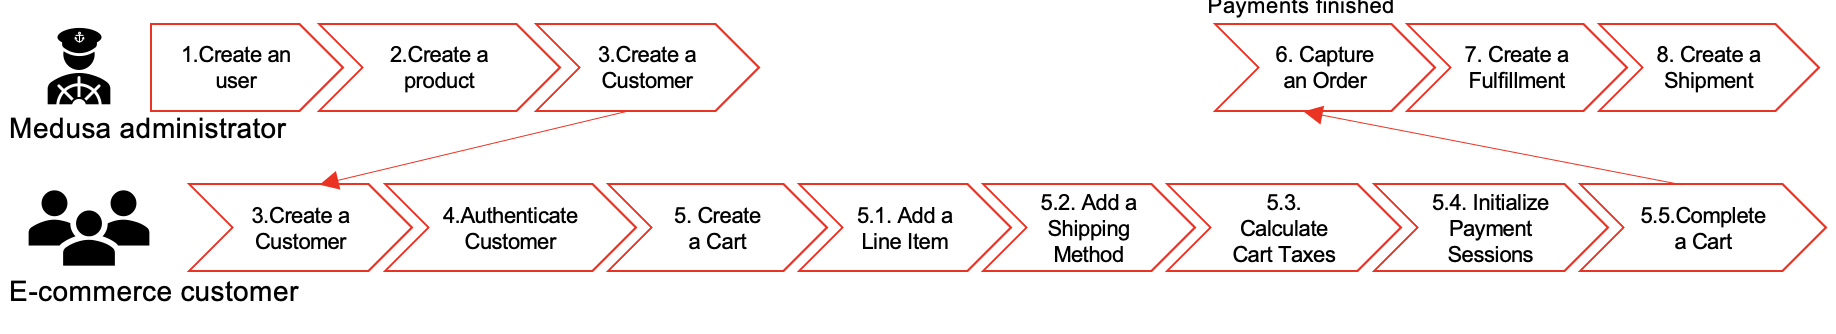 Payments finished
1.Create an
user
2.Create a
product
3.Create a
Customer
6. Capture
an Order
7. Create a
Fulfillment
8. Create a
Shipment
Medusa administrator
3.Create a
Customer
4.Authenticate
Customer
5. Create
a Cart
5.1. Add a
Line Item
5.2. Add a
Shipping
Method
5.3.
Calculate
Cart Taxes
5.4. Initialize
Payment
Sessions
5.5.Complete
a Cart
E-commerce customer